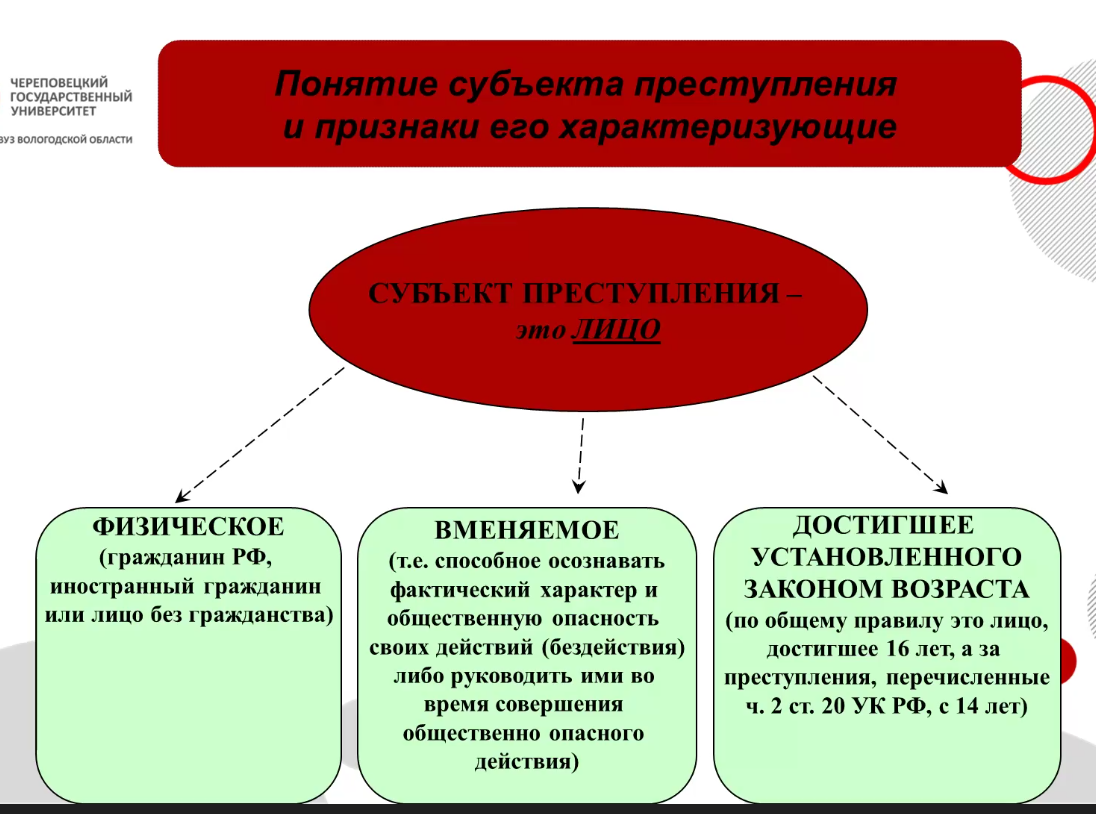 ЧЕРЕПОВЕЦКИЙ
ГОСУДАРСТВЕННЫЙ
УНИВЕРСИТЕТ
ВУЗ ВОЛОГОДСКОЙ ОБЛАСТИ
Понятие субъекта преступления
и признаки его характеризующие
СУБЪЕКТ ПРЕСТУПЛЕНИЯ –
это ЛИЦО
ФИЗИЧЕСКОЕ
(гражданин РФ,
иностранный гражданин
или лицо без гражданства)
ВМЕНЯЕМОЕ
(т.е. способное осознавать
фактический характер и
общественную опасность
своих действий (бездействия)
либо руководить ими во
время совершения
общественно опасного
действия)
ДОСТИГШЕЕ
УСТАНОВЛЕННОГО
ЗАКОНОМ ВОЗРАСТА
(по общему правилу это лицо,
достигшее 16 лет, а за
преступления, перечисленные
ч. 2 ст. 20 УК РФ, с 14 лет)